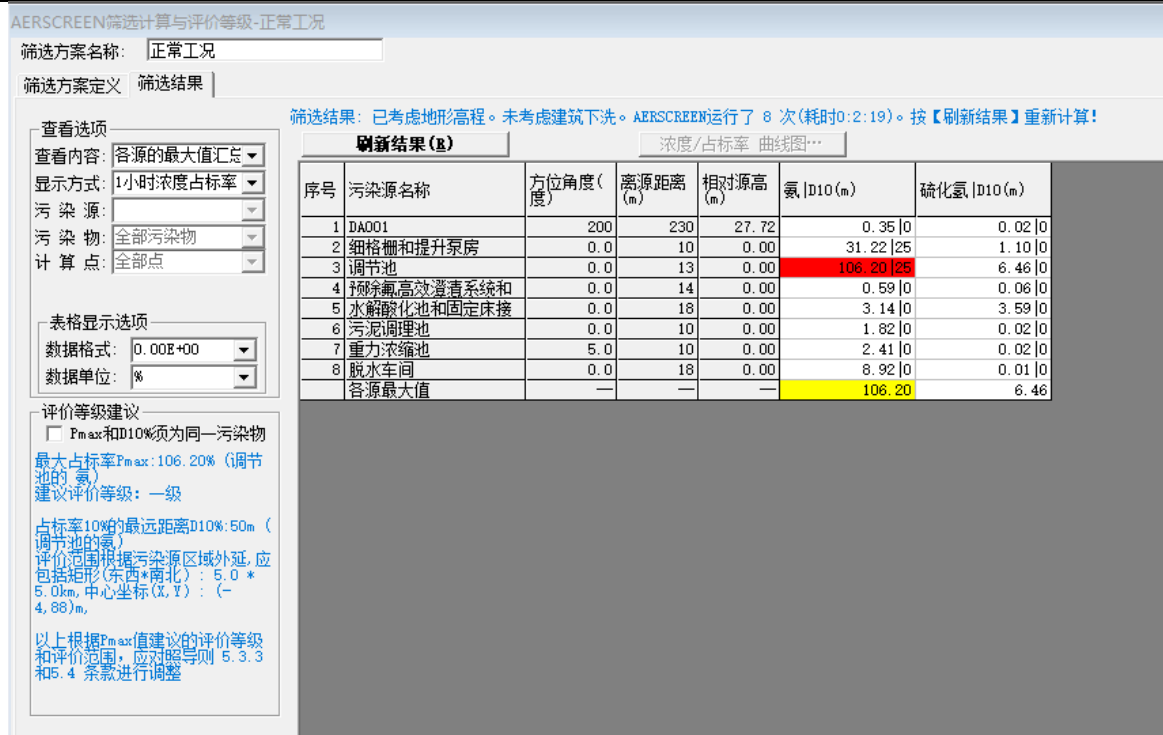 AERSCREEN筛选计算与评价等级-正常工况
筛选方案名称: 正常工况
筛选方案定义 筛选结果
筛选结果: 已考虑地形高程。未考虑建筑下洗。AERSCREEN运行了 8 次(耗时0:2:19)。按【刷新结果】重新计算!
刷新结果(R) 浓度/占标率 曲线图…
查看选项
查看内容: 各源的最大值汇总
显示方式: 1小时浓度占标率
污 染 源:
污 染 物: 全部污染物
计 算 点: 全部点
表格显示选项
数据格式: 0.00E+00
数据单位: %
评价等级建议
Pmax和D10%须为同一污染物
最大占标率Pmax:106.20% (调节
池的 氨)
建议评价等级: 一级
占标率10%的最远距离D10%:50m (
调节池的氨)
评价范围根据污染源区域外延,应
包括矩形(东西*南北) : 5.0 *
5.0km,中心坐标(X,Y) : (-
4,88)m,
以上根据Pmax值建议的评价等级
和评价范围, 应对照导则 5.3.3
和5.4 条款进行调整
序号 污染源名称 方位角度(度) 离源距离(m) 相对源高(m) 氨|D10(m) 硫化氢|D10(m)
1 DA001 200 230 27.72 0.35|0 0.02|0
2 细格栅和提升泵房 0.0 10 0.00 31.22|25 1.10|0
3 调节池 0.0 13 0.00 106.20|25 6.46|0
4 预除氟高效澄清系统和 0.0 14 0.00 0.59|0 0.06|0
5 水解酸化池和固定床接 0.0 18 0.00 3.14|0 3.59|0
6 污泥调理池 0.0 10 0.00 1.82|0 0.02|0
7 重力浓缩池 5.0 10 0.00 2.41|0 0.02|0
8 脱水车间 0.0 18 0.00 8.92|0 0.01|0
各源最大值 — — — 106.20 6.46